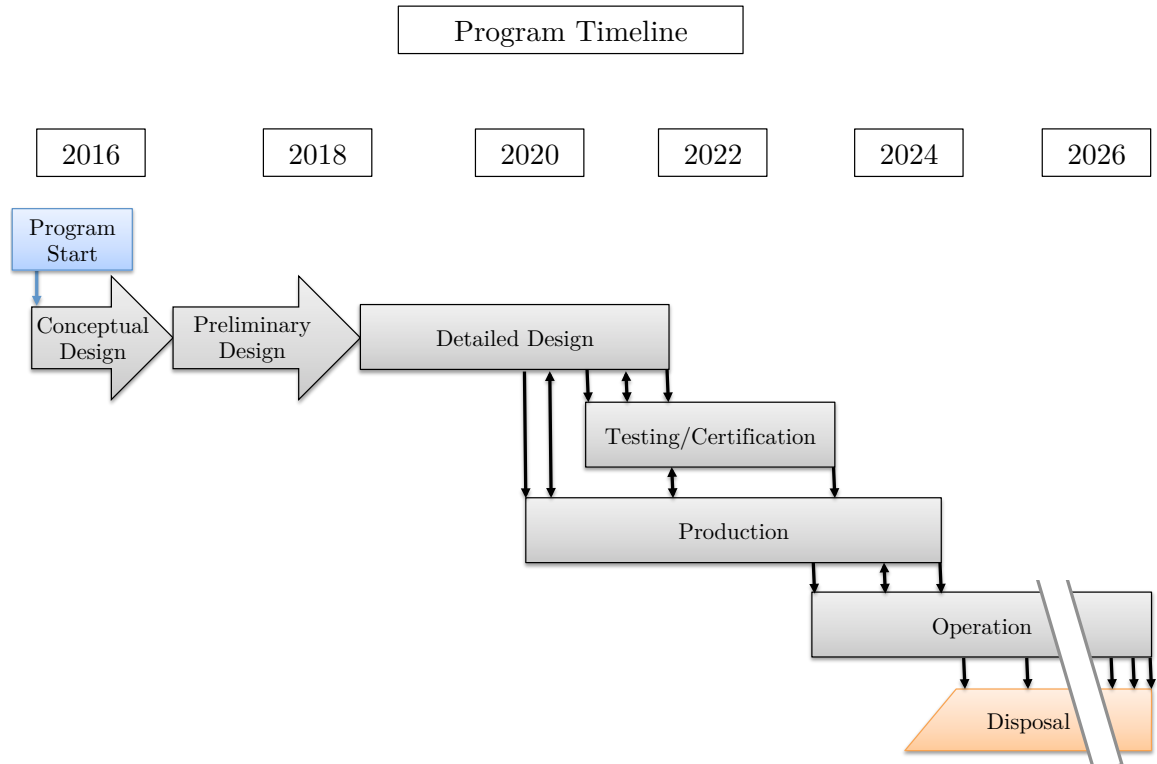 Program Timeline
2016
2018
2020
2022
2024
2026
Program
Start
Conceptual
Design
Preliminary
Design
Detailed Design
Testing/Certification
Production
Operation
Disposal